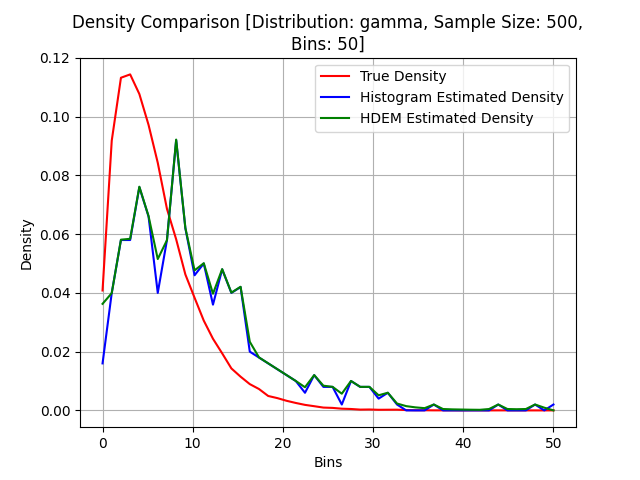 Density Comparison [Distribution: gamma, Sample Size: 500,
Bins: 50]
0.12
0.10
0.08
0.06
0.04
0.02
0.00
Density
True Density
Histogram Estimated Density
HDEM Estimated Density
0 10 20 30 40 50
Bins